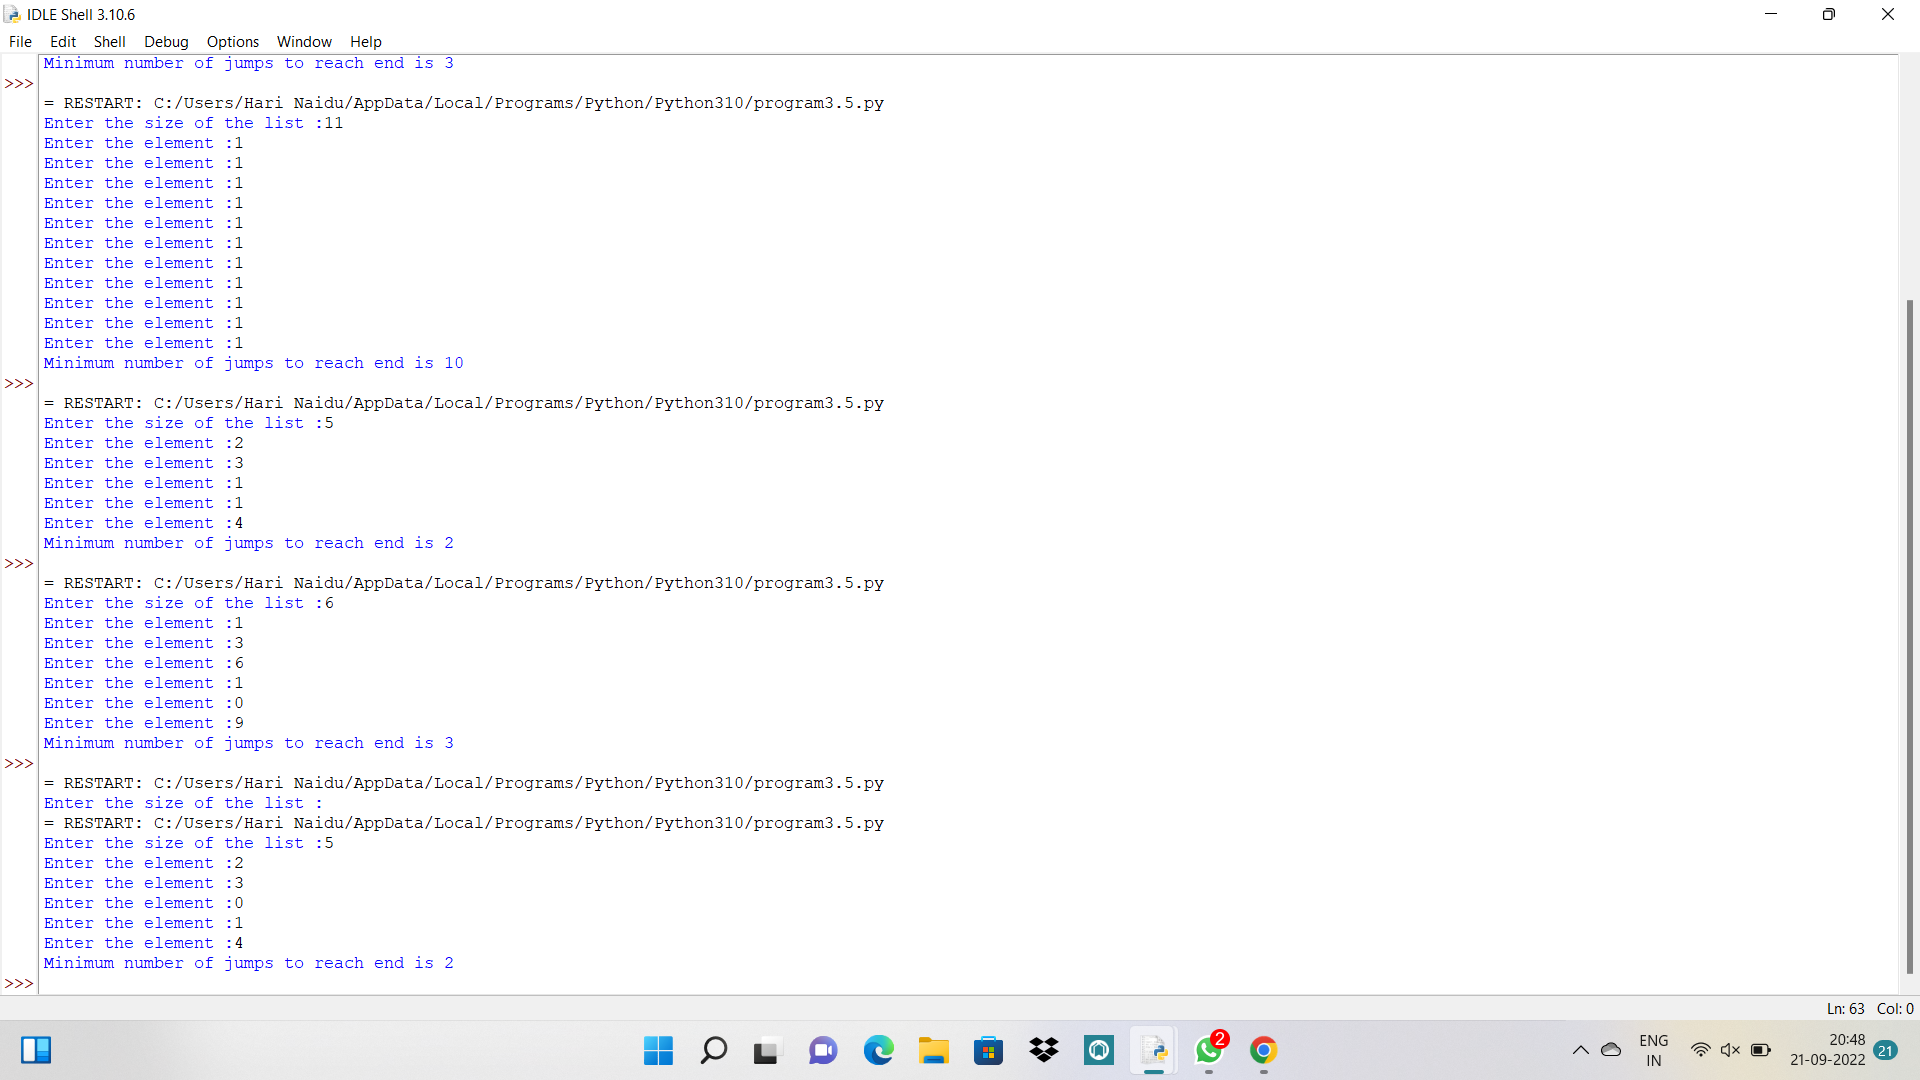 IDLE Shell 3.10.6
File Edit Shell Debug Options Window Help
Minimum number of jumps to reach end is 3
>>>
= RESTART: C:/Users/Hari Naidu/AppData/Local/Programs/Python/Python310/program3.5.py
Enter the size of the list :11
Enter the element :1
Enter the element :1
Enter the element :1
Enter the element :1
Enter the element :1
Enter the element :1
Enter the element :1
Enter the element :1
Enter the element :1
Enter the element :1
Enter the element :1
Minimum number of jumps to reach end is 10
>>>
= RESTART: C:/Users/Hari Naidu/AppData/Local/Programs/Python/Python310/program3.5.py
Enter the size of the list :5
Enter the element :2
Enter the element :3
Enter the element :1
Enter the element :1
Enter the element :4
Minimum number of jumps to reach end is 2
>>>
= RESTART: C:/Users/Hari Naidu/AppData/Local/Programs/Python/Python310/program3.5.py
Enter the size of the list :6
Enter the element :1
Enter the element :3
Enter the element :6
Enter the element :1
Enter the element :0
Enter the element :9
Minimum number of jumps to reach end is 3
>>>
= RESTART: C:/Users/Hari Naidu/AppData/Local/Programs/Python/Python310/program3.5.py
Enter the size of the list :
= RESTART: C:/Users/Hari Naidu/AppData/Local/Programs/Python/Python310/program3.5.py
Enter the size of the list :5
Enter the element :2
Enter the element :3
Enter the element :0
Enter the element :1
Enter the element :4
Minimum number of jumps to reach end is 2
>>>
Ln: 63 Col: 0
2
ENG
IN
20:48
21-09-2022
21